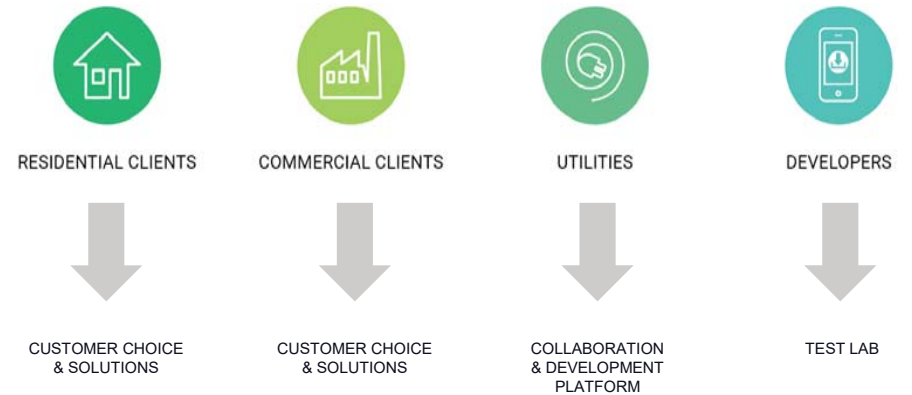 RESIDENTIAL CLIENTS
COMMERCIAL CLIENTS
UTILITIES
DEVELOPERS
CUSTOMER CHOICE
& SOLUTIONS
CUSTOMER CHOICE
& SOLUTIONS
COLLABORATION
& DEVELOPMENT
PLATFORM
TEST LAB